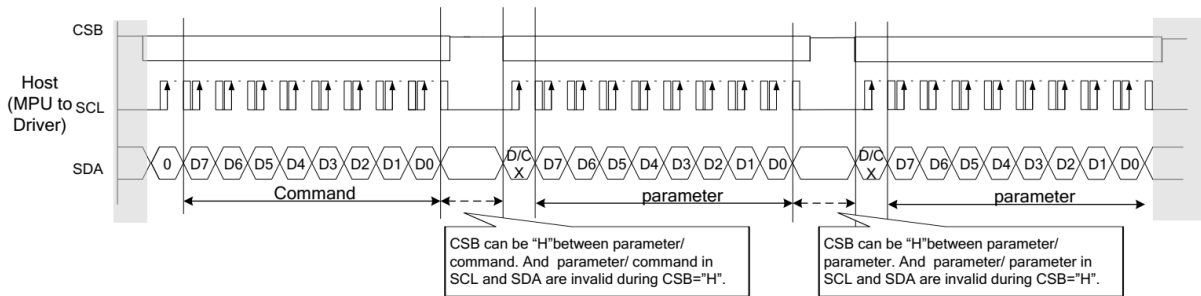 CSB
Host
(MPU to
Driver)
SCL
SDA
0 D7 D6 D5 D4 D3 D2 D1 D0 D/C X D7 D6 D5 D4 D3 D2 D1 D0 D/C X D7 D6 D5 D4 D3 D2 D1 D0
Command parameter parameter
CSB can be “H”between parameter/
command. And parameter/ command in
SCL and SDA are invalid during CSB=”H”.
CSB can be “H”between parameter/
parameter. And parameter/ parameter in
SCL and SDA are invalid during CSB=”H”.